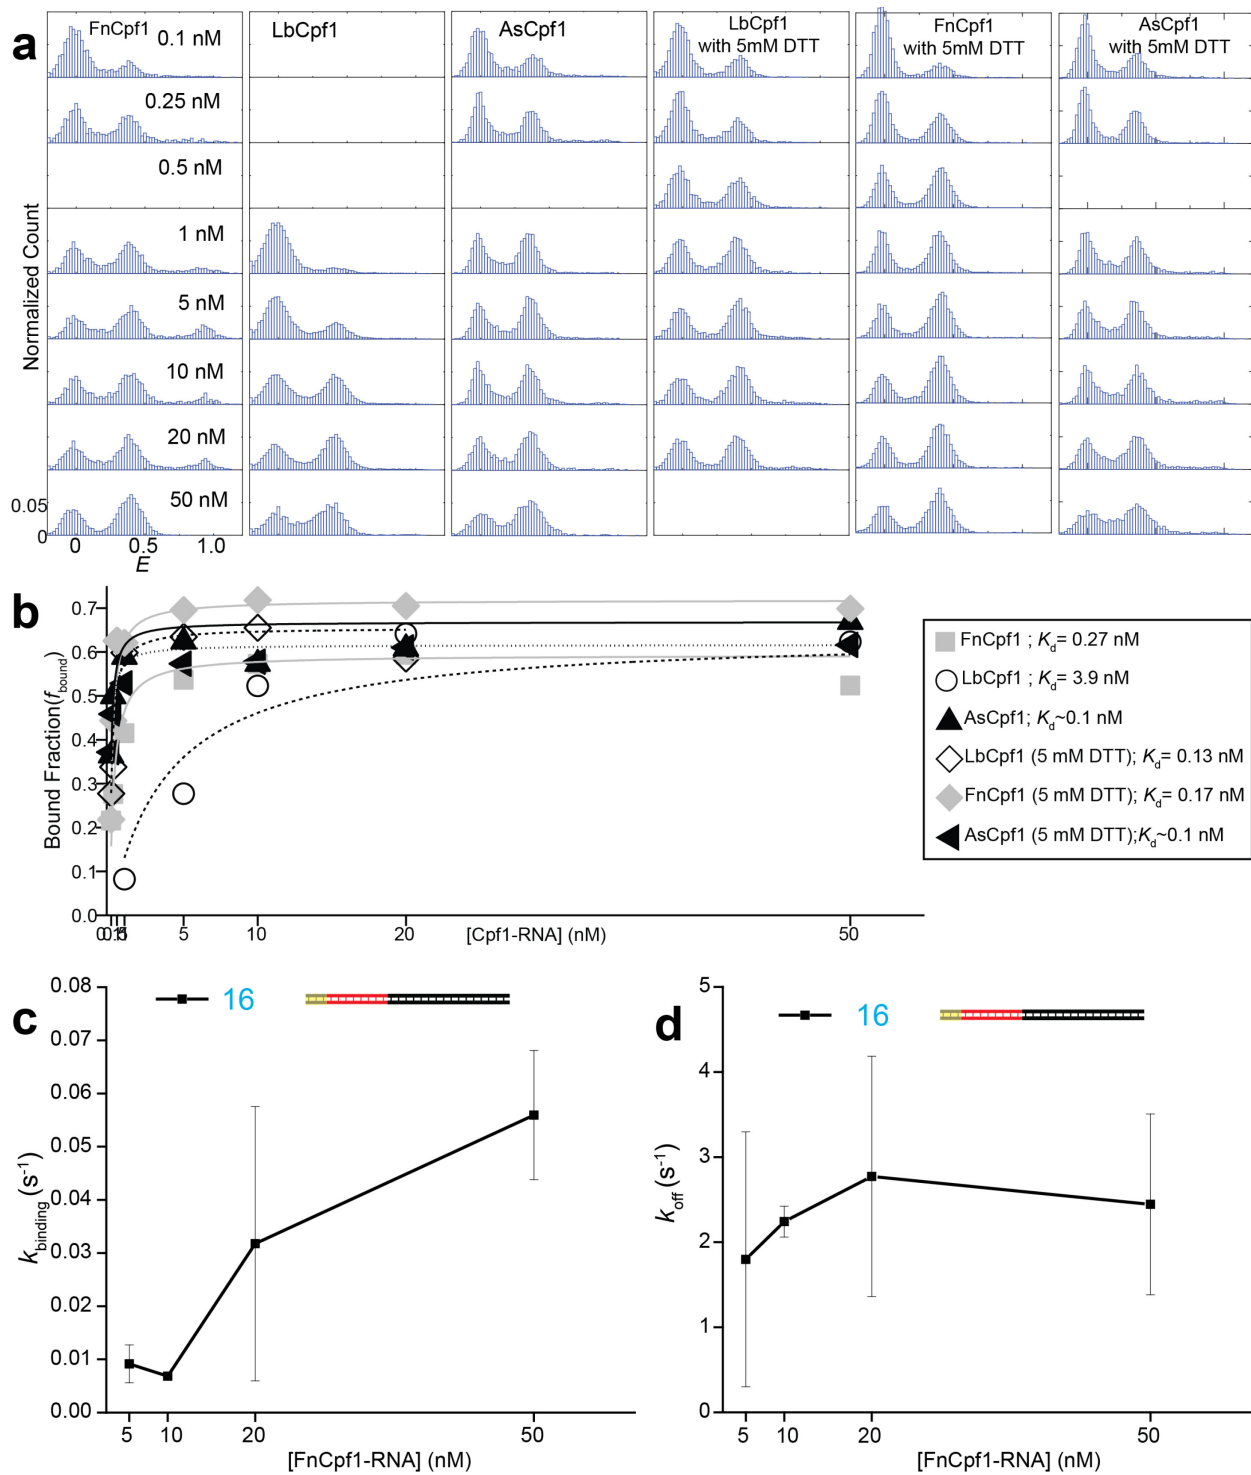 a
FnCpf1
LbCpf1
AsCpf1
LbCpf1
with 5mM DTT
FnCpf1
with 5mM DTT
AsCpf1
with 5mM DTT
0.1 nM
0.25 nM
0.5 nM
1 nM
5 nM
10 nM
20 nM
50 nM
Normalized Count
0.05
0
0 0.5 1.0
E
b
Bound Fraction(f_bound)
0.7
0.6
0.5
0.4
0.3
0.2
0.1
0.0
5 10 20 50
[Cpf1-RNA] (nM)
FnCpf1 ; Kd= 0.27 nM
LbCpf1 ; Kd= 3.9 nM
AsCpf1; Kd~0.1 nM
LbCpf1 (5 mM DTT); Kd= 0.13 nM
FnCpf1 (5 mM DTT); Kd= 0.17 nM
AsCpf1 (5 mM DTT);Kd~0.1 nM
c
16
kbinding (s⁻¹)
0.08
0.07
0.06
0.05
0.04
0.03
0.02
0.01
0.00
5 10 20 50
[FnCpf1-RNA] (nM)
d
16
koff (s⁻¹)
5
4
3
2
1
0
5 10 20 50
[FnCpf1-RNA] (nM)